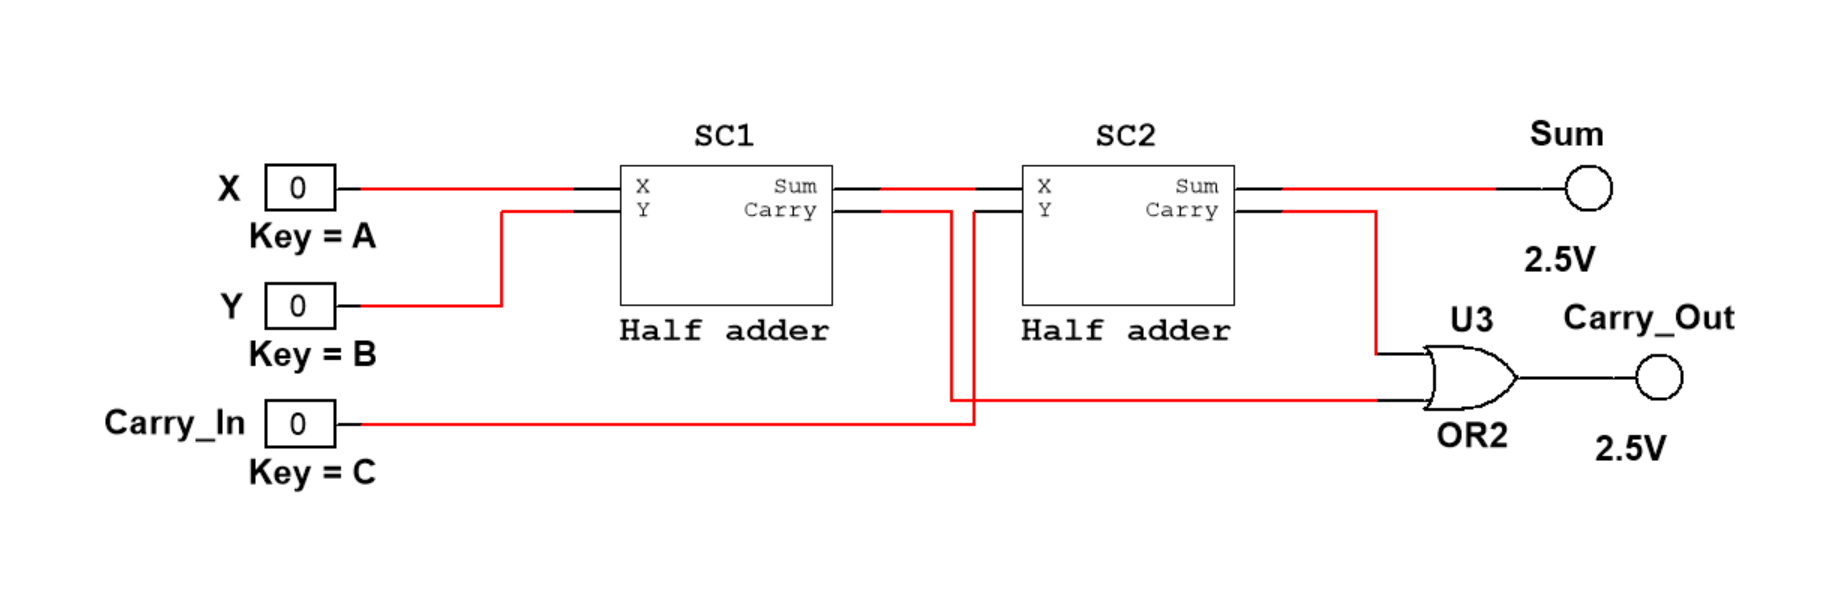 SC1
SC2
Sum
X
0
X
Sum
X
Sum
Y
Carry
Y
Carry
Key = A
2.5V
Y
0
Half adder
Half adder
U3
Carry_Out
Key = B
Carry_In
0
OR2
2.5V
Key = C